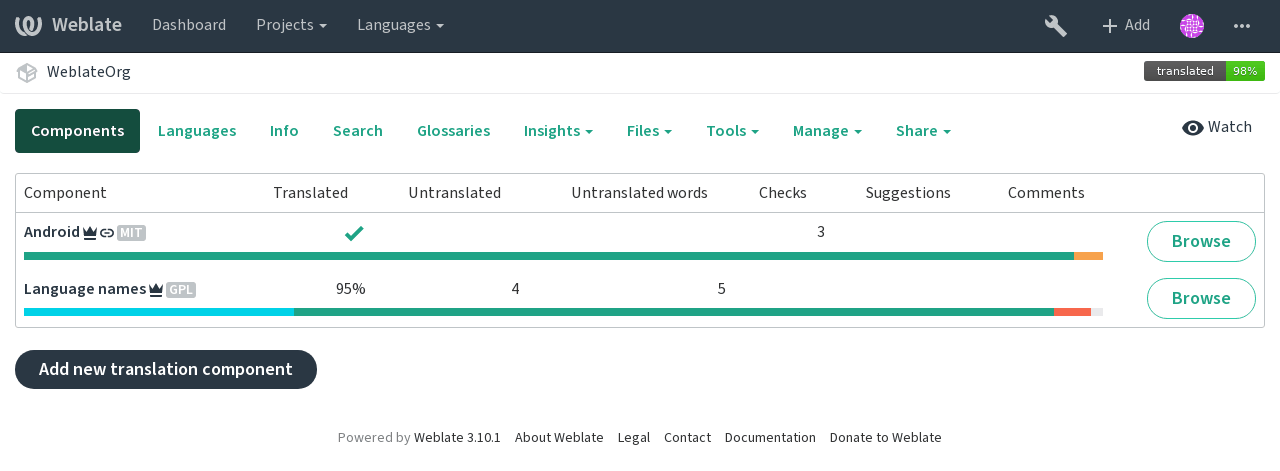 Weblate Dashboard Projects Languages Add
WeblateOrg translated 98%
Components Languages Info Search Glossaries Insights Files Tools Manage Share Watch
Component Translated Untranslated Untranslated words Checks Suggestions Comments
Android MIT 3 Browse
Language names GPL 95% 4 5 Browse
Add new translation component
Powered by Weblate 3.10.1 About Weblate Legal Contact Documentation Donate to Weblate